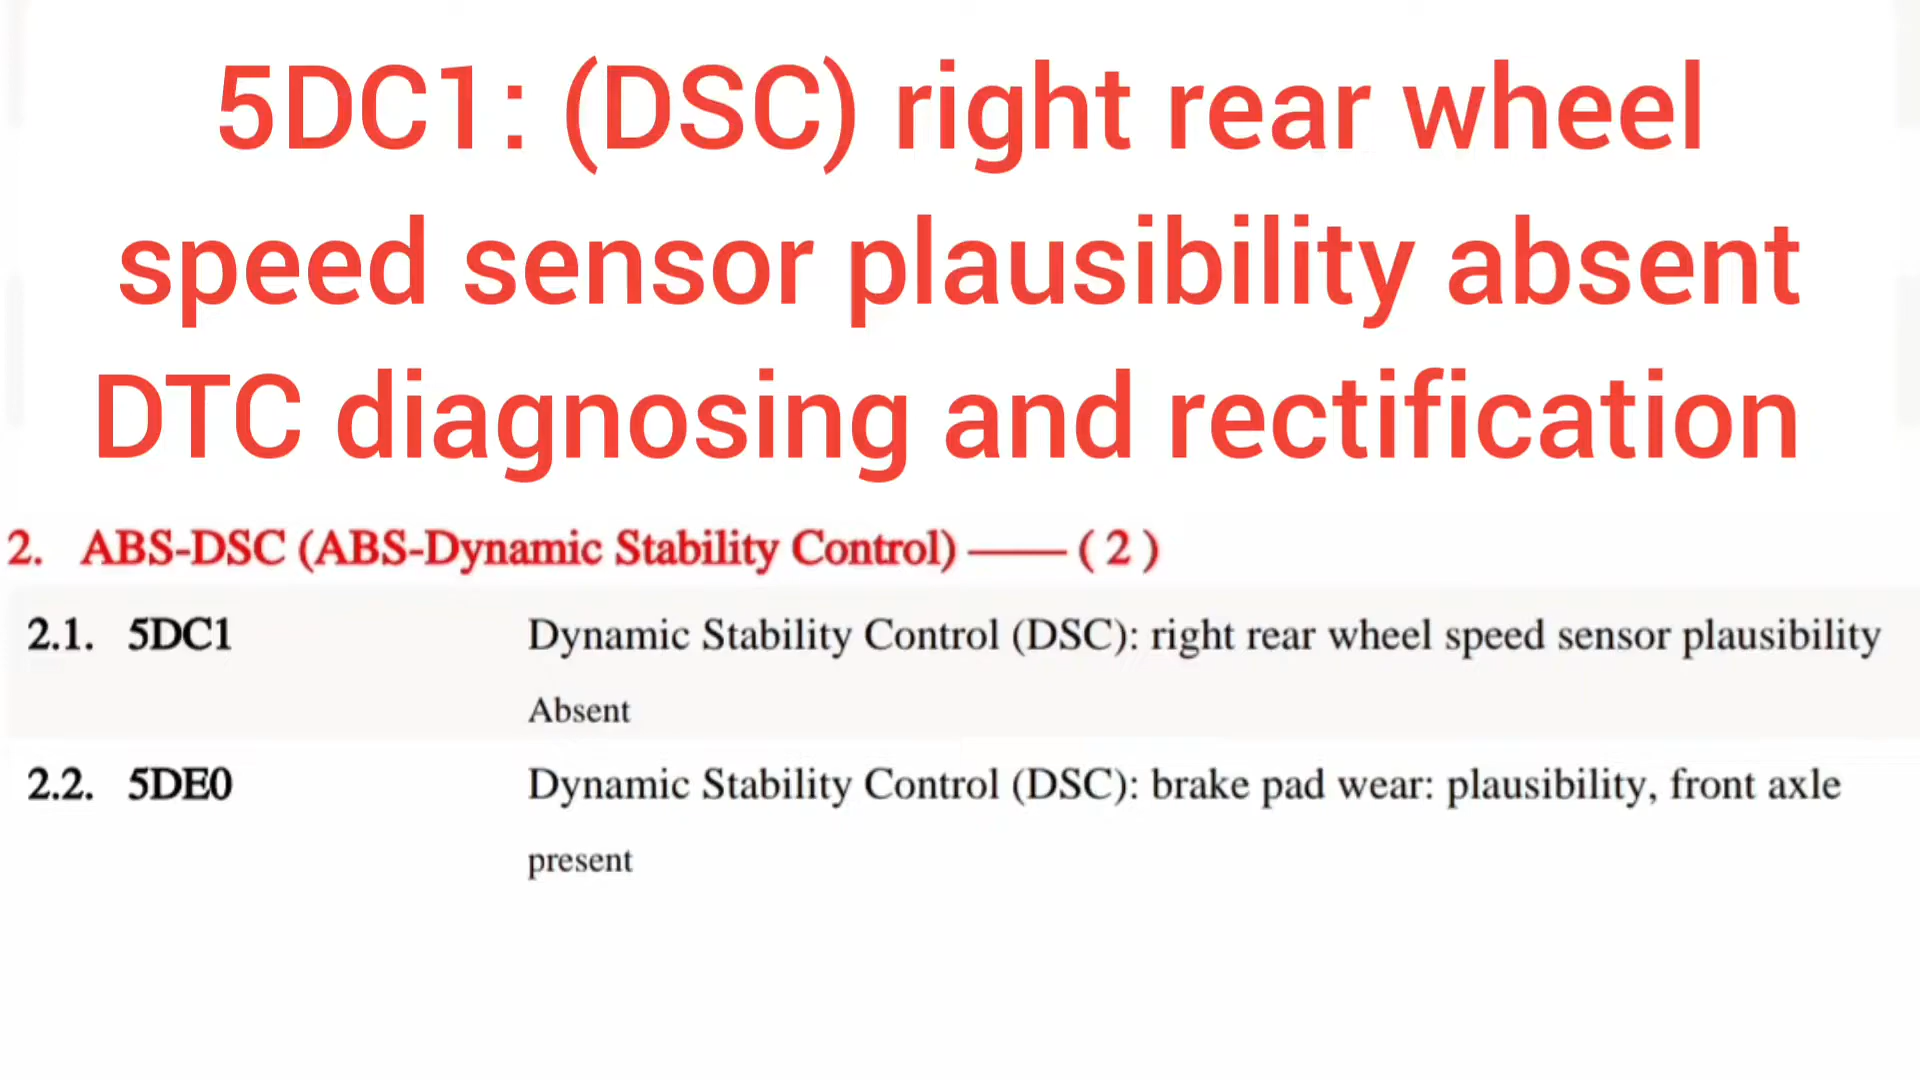 5DC1: (DSC) right rear wheel
speed sensor plausibility absent
DTC diagnosing and rectification
2. ABS-DSC (ABS-Dynamic Stability Control) —— ( 2 )
2.1. 5DC1 Dynamic Stability Control (DSC): right rear wheel speed sensor plausibility
Absent
2.2. 5DE0 Dynamic Stability Control (DSC): brake pad wear: plausibility, front axle
present